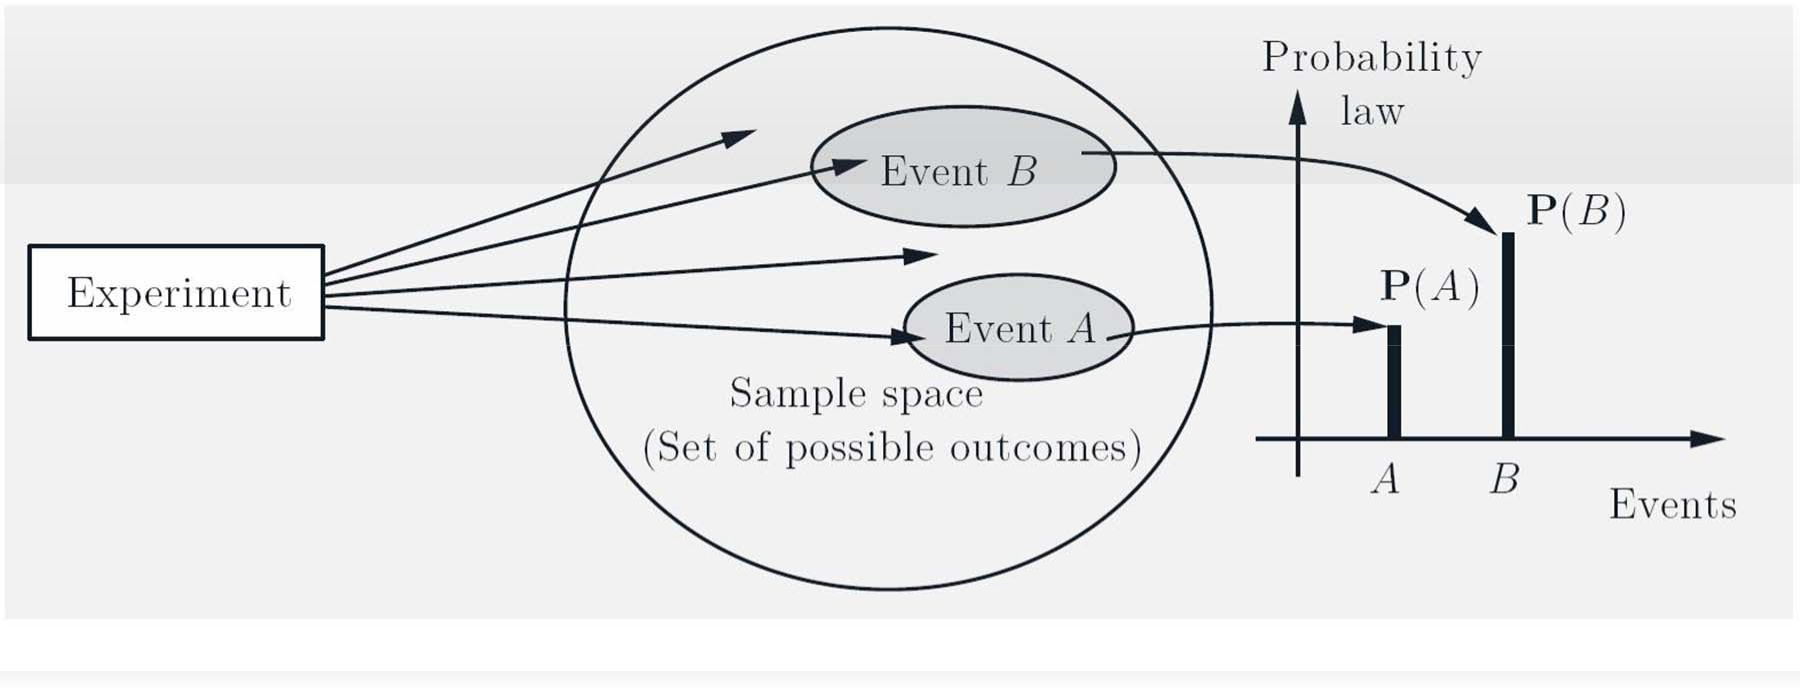 Experiment
Event B
Event A
Sample space
(Set of possible outcomes)
Probability
law
P(B)
P(A)
A
B
Events